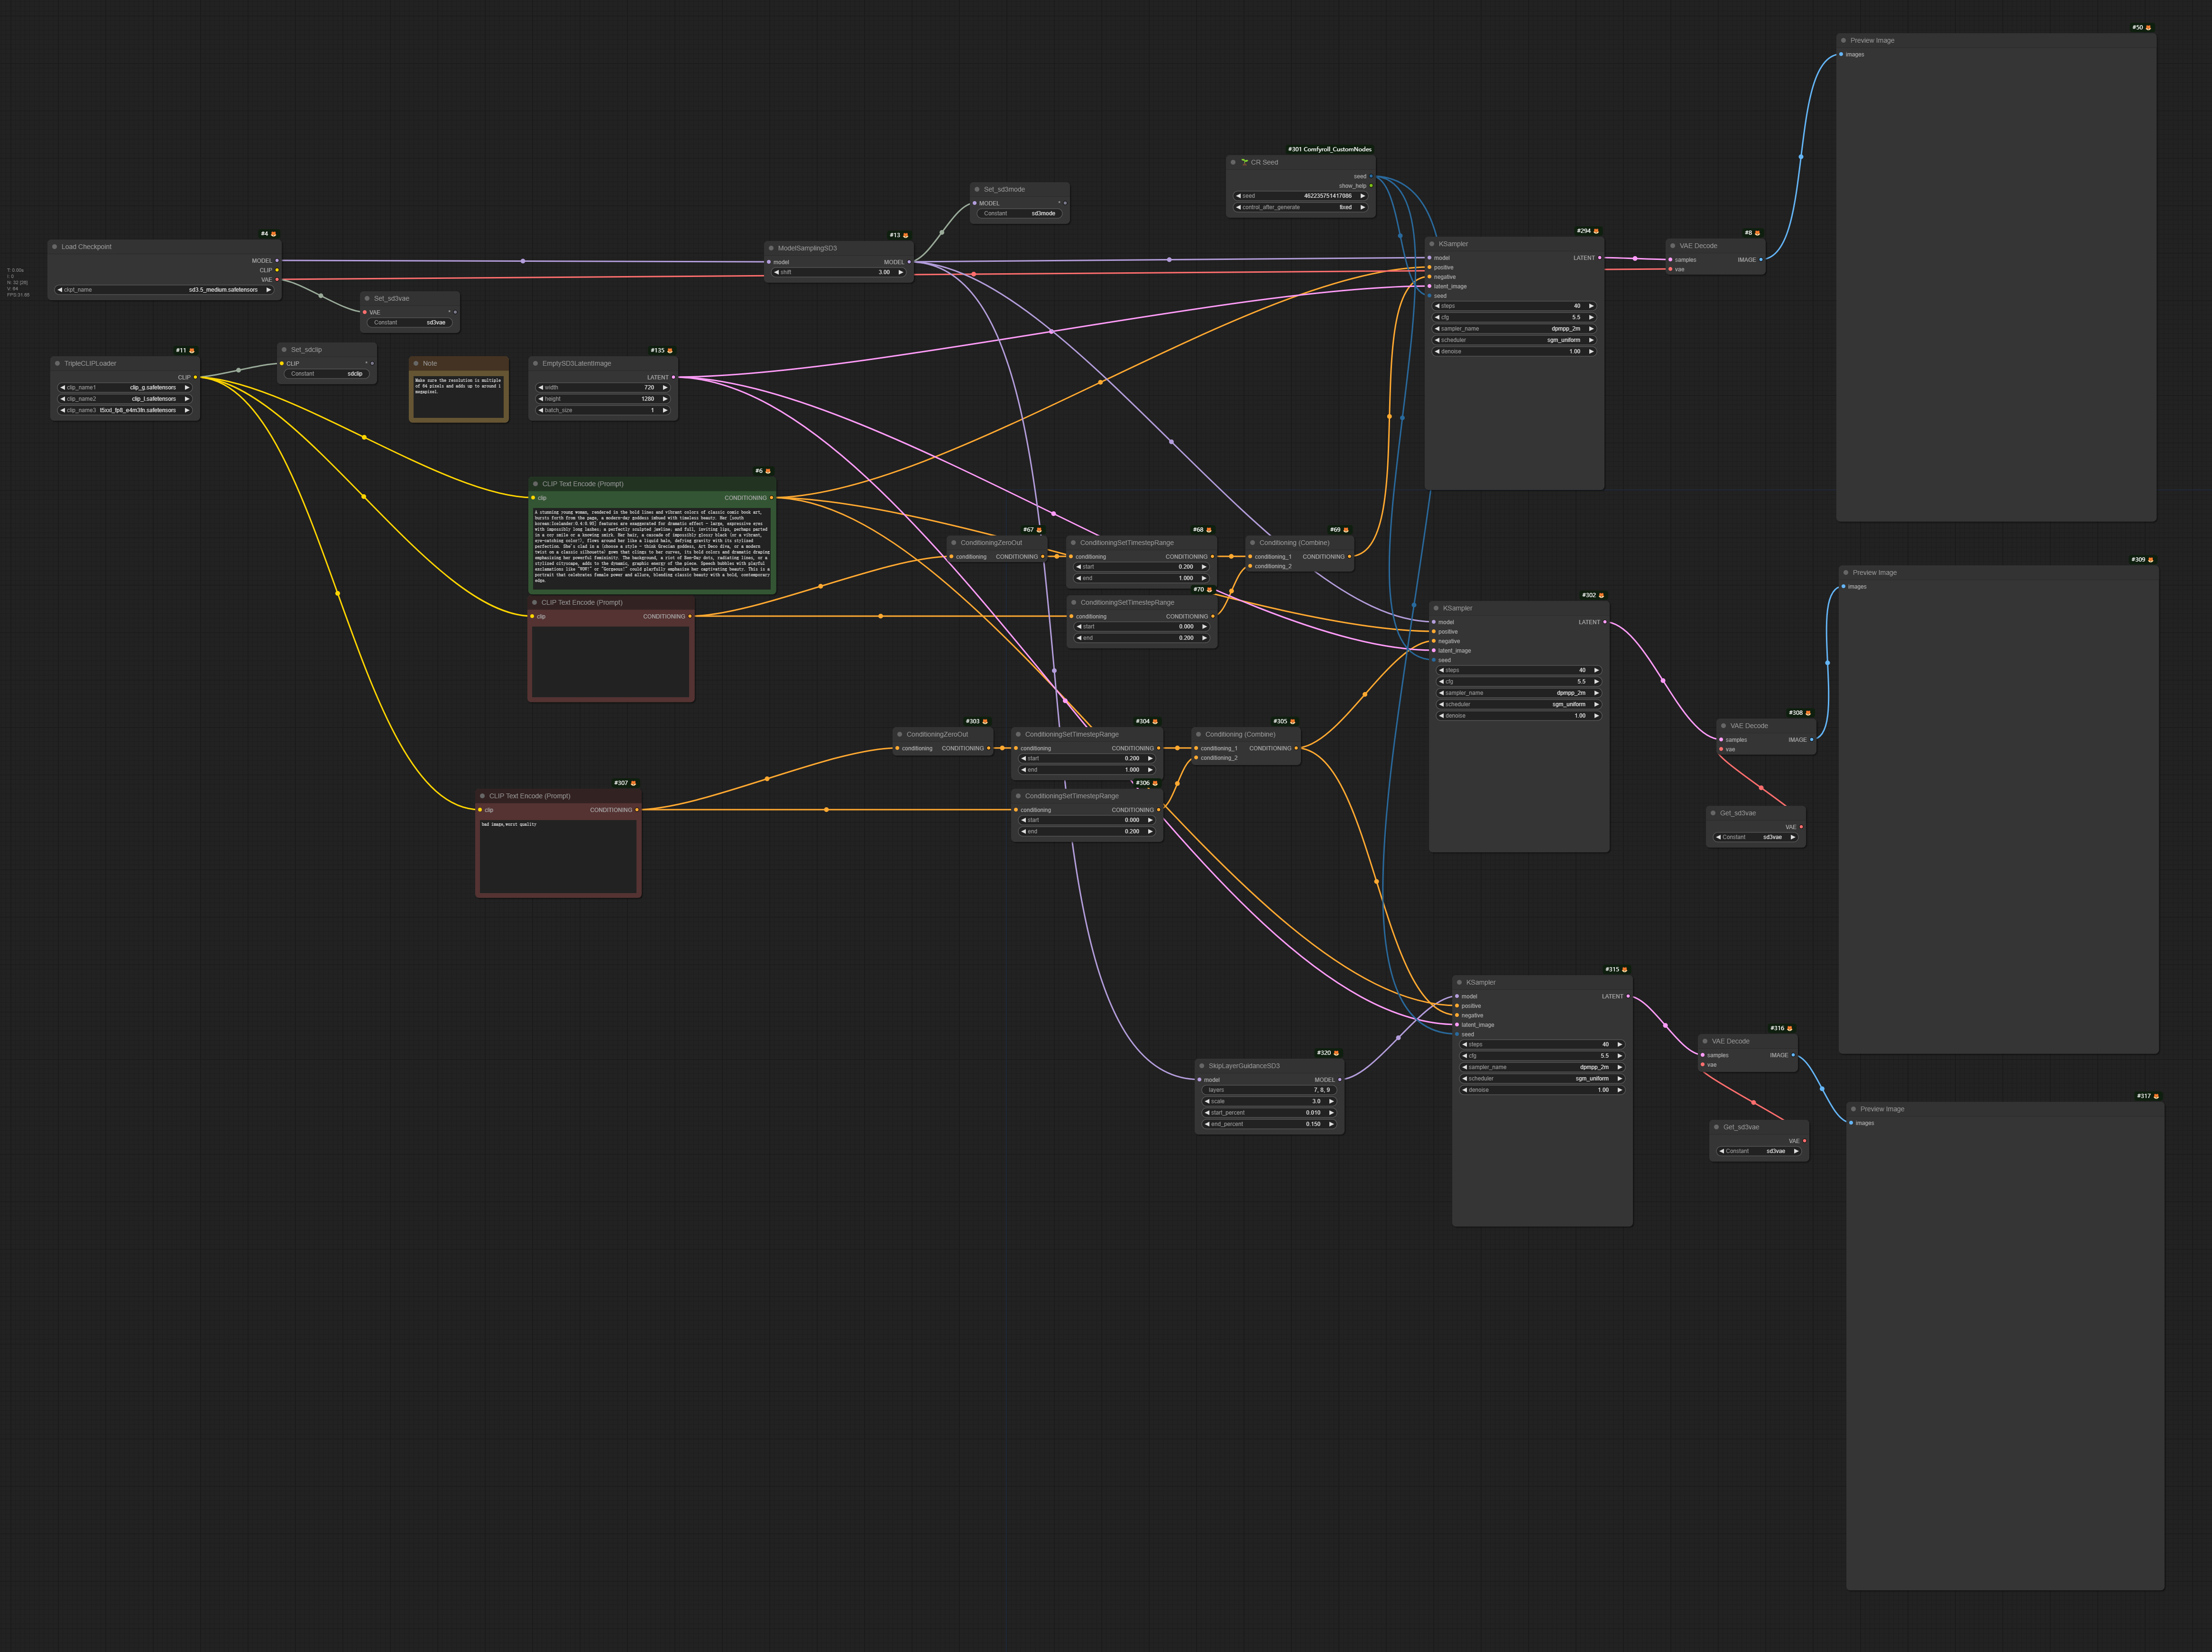 #50
Preview Image
images
#301 Comfyroll_CustomNodes
CR Seed
seed
show_help
seed 462235751417086
control_after_generate fixed
Set_sd3mode
MODEL *
Constant sd3mode
#4
Load Checkpoint
MODEL
CLIP
VAE
ckpt_name sd3.5_medium.safetensors
T: 0.00s
I: 0
V: 84
Set_sd3vae
VAE *
Constant sd3vae
#13
ModelSamplingSD3
model MODEL
shift 3.00
#294
KSampler
model LATENT
positive
negative
latent_image
seed
steps 40
cfg 5.5
sampler_name dpmpp_2m
scheduler sgm_uniform
denoise 1.00
#8
VAE Decode
samples IMAGE
vae
#11
TripleCLIPLoader
CLIP
clip_name1 clip_g.safetensors
clip_name2 clip_l.safetensors
clip_name3 t5xxl_fp8_e4m3fn.safetensors
Set_sdclip
CLIP *
Constant sdclip
Note
Make sure the resolution is multiple
of 64 pixels and adds up to around 1
megapixel.
#135
EmptySD3LatentImage
LATENT
width 720
height 1280
batch_size 1
#6
CLIP Text Encode (Prompt)
clip CONDITIONING
A stunning young woman, rendered in the bold lines and vibrant colors of classic comic book art,
bursts forth from the page, a modern-day goddess imbued with timeless beauty. Her [south
korean:Icelander:0.4:0.95] features are exaggerated for dramatic effect – large, expressive eyes
with impossibly long lashes; a perfectly sculpted jawline; and full, inviting lips, perhaps parted
in a coy smile or a knowing smirk. Her hair, a cascade of impossibly glossy black (or a vibrant,
eye-catching color!), flows around her like a liquid halo, defying gravity with its stylized
perfection. She's clad in a (choose a style – think Grecian goddess, Art Deco diva, or a modern
twist on a classic silhouette) gown that clings to her curves, its bold colors and dramatic draping
emphasizing her powerful femininity. The background, a riot of Ben-Day dots, radiating lines, or a
stylized cityscape, adds to the dynamic, graphic energy of the piece. Speech bubbles with playful
exclamations like "WOW!" or "Gorgeous!" could playfully emphasize her captivating beauty. This is a
portrait that celebrates female power and allure, blending classic beauty with a bold, contemporary
edge.
CLIP Text Encode (Prompt)
clip CONDITIONING
#67
ConditioningZeroOut
conditioning CONDITIONING
#68
ConditioningSetTimestepRange
conditioning CONDITIONING
start 0.200
end 1.000
#69
Conditioning (Combine)
conditioning_1 CONDITIONING
conditioning_2
#70
ConditioningSetTimestepRange
conditioning CONDITIONING
start 0.000
end 0.200
#302
KSampler
model LATENT
positive
negative
latent_image
seed
steps 40
cfg 5.5
sampler_name dpmpp_2m
scheduler sgm_uniform
denoise 1.00
#309
Preview Image
images
#308
VAE Decode
samples IMAGE
vae
Get_sd3vae
VAE
Constant sd3vae
#303
ConditioningZeroOut
conditioning CONDITIONING
#304
ConditioningSetTimestepRange
conditioning CONDITIONING
start 0.200
end 1.000
#305
Conditioning (Combine)
conditioning_1 CONDITIONING
conditioning_2
#307
CLIP Text Encode (Prompt)
clip CONDITIONING
bad image,worst quality
#306
ConditioningSetTimestepRange
conditioning CONDITIONING
start 0.000
end 0.200
#315
KSampler
model LATENT
positive
negative
latent_image
seed
steps 40
cfg 5.5
sampler_name dpmpp_2m
scheduler sgm_uniform
denoise 1.00
#316
VAE Decode
samples IMAGE
vae
#320
SkipLayerGuidanceSD3
model MODEL
layers 7, 8, 9
scale 3.0
start_percent 0.010
end_percent 0.150
Get_sd3vae
VAE
Constant sd3vae
#317
Preview Image
images